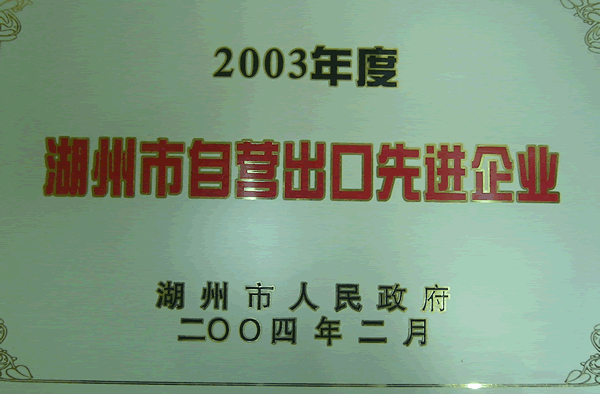 2003年度
湖州市自营出口先进企业
湖州市人民政府
二〇〇四年二月